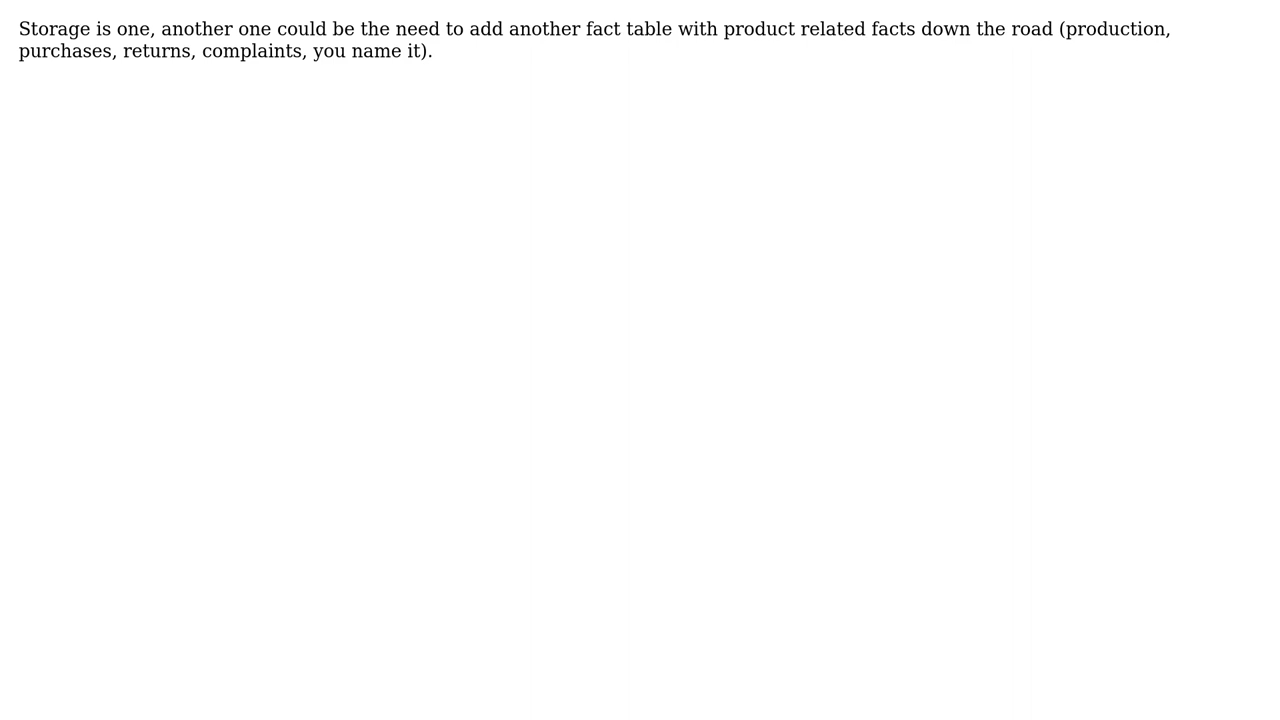 Storage is one, another one could be the need to add another fact table with product related facts down the road (production,
purchases, returns, complaints, you name it).